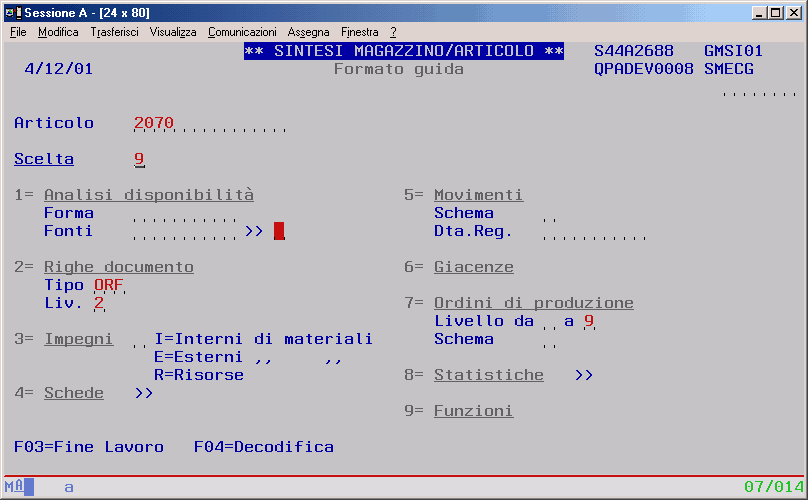 Sessione A - [24 x 80]
File Modifica Trasferisci Visualizza Comunicazioni Assegna Finestra ?
** SINTESI MAGAZZINO/ARTICOLO ** S44A2688 GMSI01
4/12/01 Formato guida QPADEV0008 SMECG
Articolo 2070
Scelta 9
1= Analisi disponibilità 5= Movimenti
Forma Schema
Fonti >> Dta.Reg.
2= Righe documento 6= Giacenze
Tipo ORF 7= Ordini di produzione
Liv. 2 Livello da a 9
3= Impegni I=Interni di materiali Schema
E=Esterni ,, ,,
R=Risorse 8= Statistiche >>
4= Schede >>
9= Funzioni
F03=Fine Lavoro F04=Decodifica
MA a 07/014